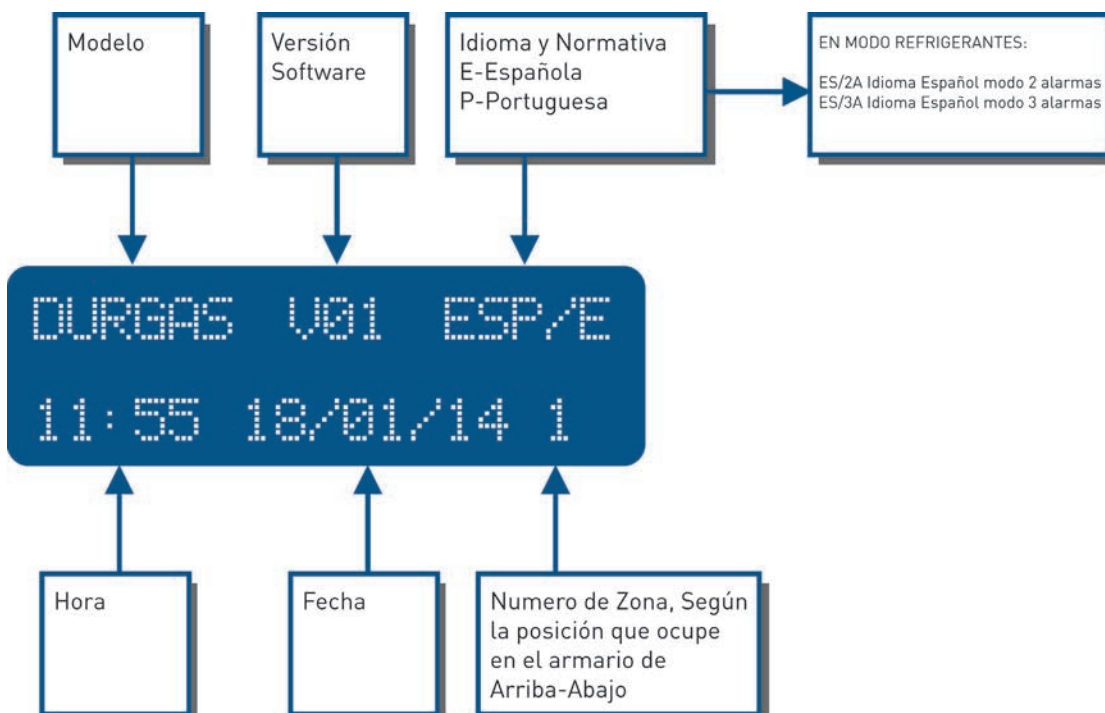 Modelo
Versión
Software
Idioma y Normativa
E-Española
P-Portuguesa
EN MODO REFRIGERANTES:
ES/2A Idioma Español modo 2 alarmas
ES/3A Idioma Español modo 3 alarmas
DURGAS V01 ESP/E
11:55 18/01/14 1
Hora
Fecha
Numero de Zona, Según
la posición que ocupe
en el armario de
Arriba-Abajo